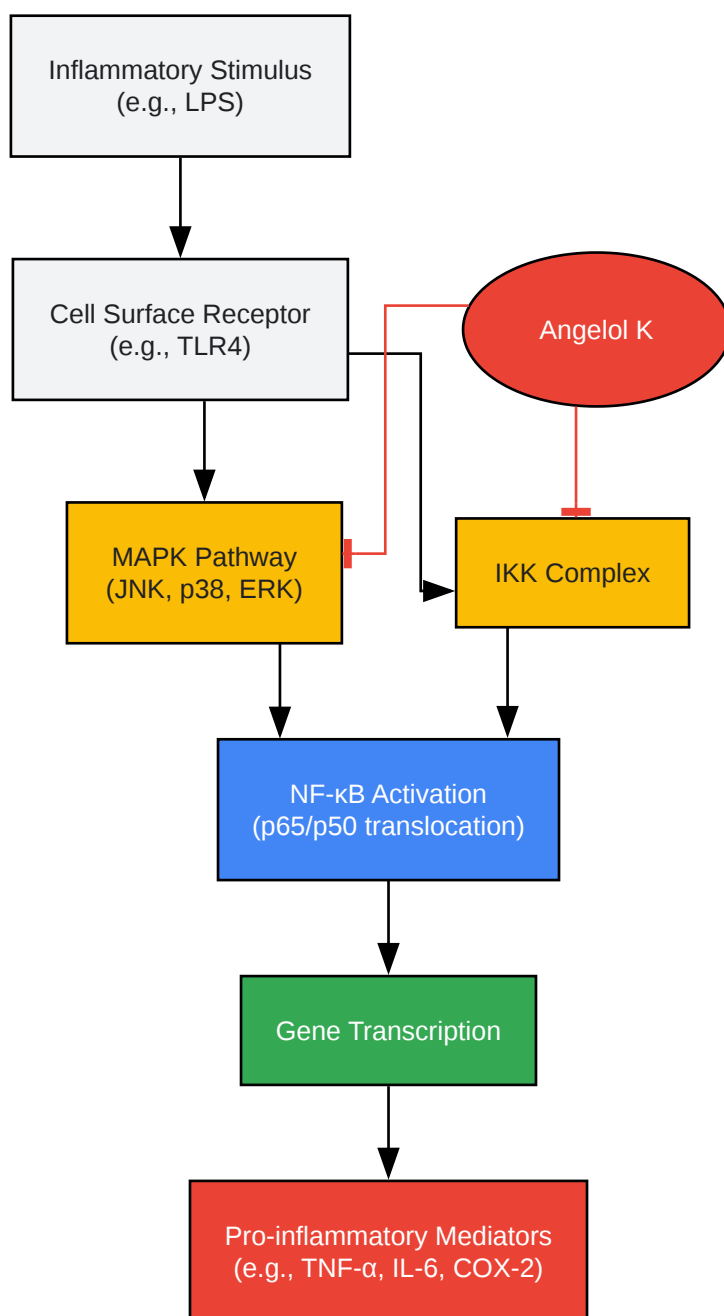 Inflammatory Stimulus
(e.g., LPS)
Cell Surface Receptor
(e.g., TLR4)
Angelol K
MAPK Pathway
(JNK, p38, ERK)
IKK Complex
NF-κB Activation
(p65/p50 translocation)
Gene Transcription
Pro-inflammatory Mediators
(e.g., TNF-α, IL-6, COX-2)